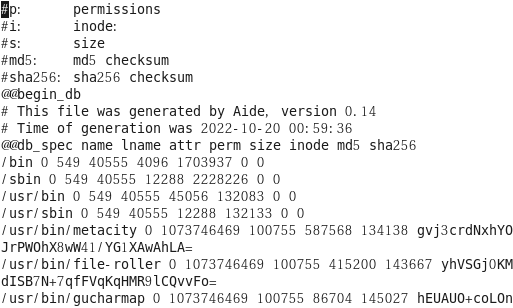 #p:      permissions
#i:      inode:
#s:      size
#md5:    md5 checksum
#sha256: sha256 checksum
@@begin_db
# This file was generated by Aide, version 0.14
# Time of generation was 2022-10-20 00:59:36
@@db_spec name lname attr perm size inode md5 sha256
/bin 0 549 40555 4096 1703937 0 0
/sbin 0 549 40555 12288 2228226 0 0
/usr/bin 0 549 40555 45056 132083 0 0
/usr/sbin 0 549 40555 12288 132133 0 0
/usr/bin/metacity 0 1073746469 100755 587568 134138 gvj3crdNxhYO
JrPWOhX8wW41/YG1XAwAhLA=
/usr/bin/file-roller 0 1073746469 100755 415200 143667 yhVSGj0KM
dISB7N+7qfFVqKqHMR9lCQvvFo=
/usr/bin/gucharmap 0 1073746469 100755 86704 145027 hEUAUO+coLOn